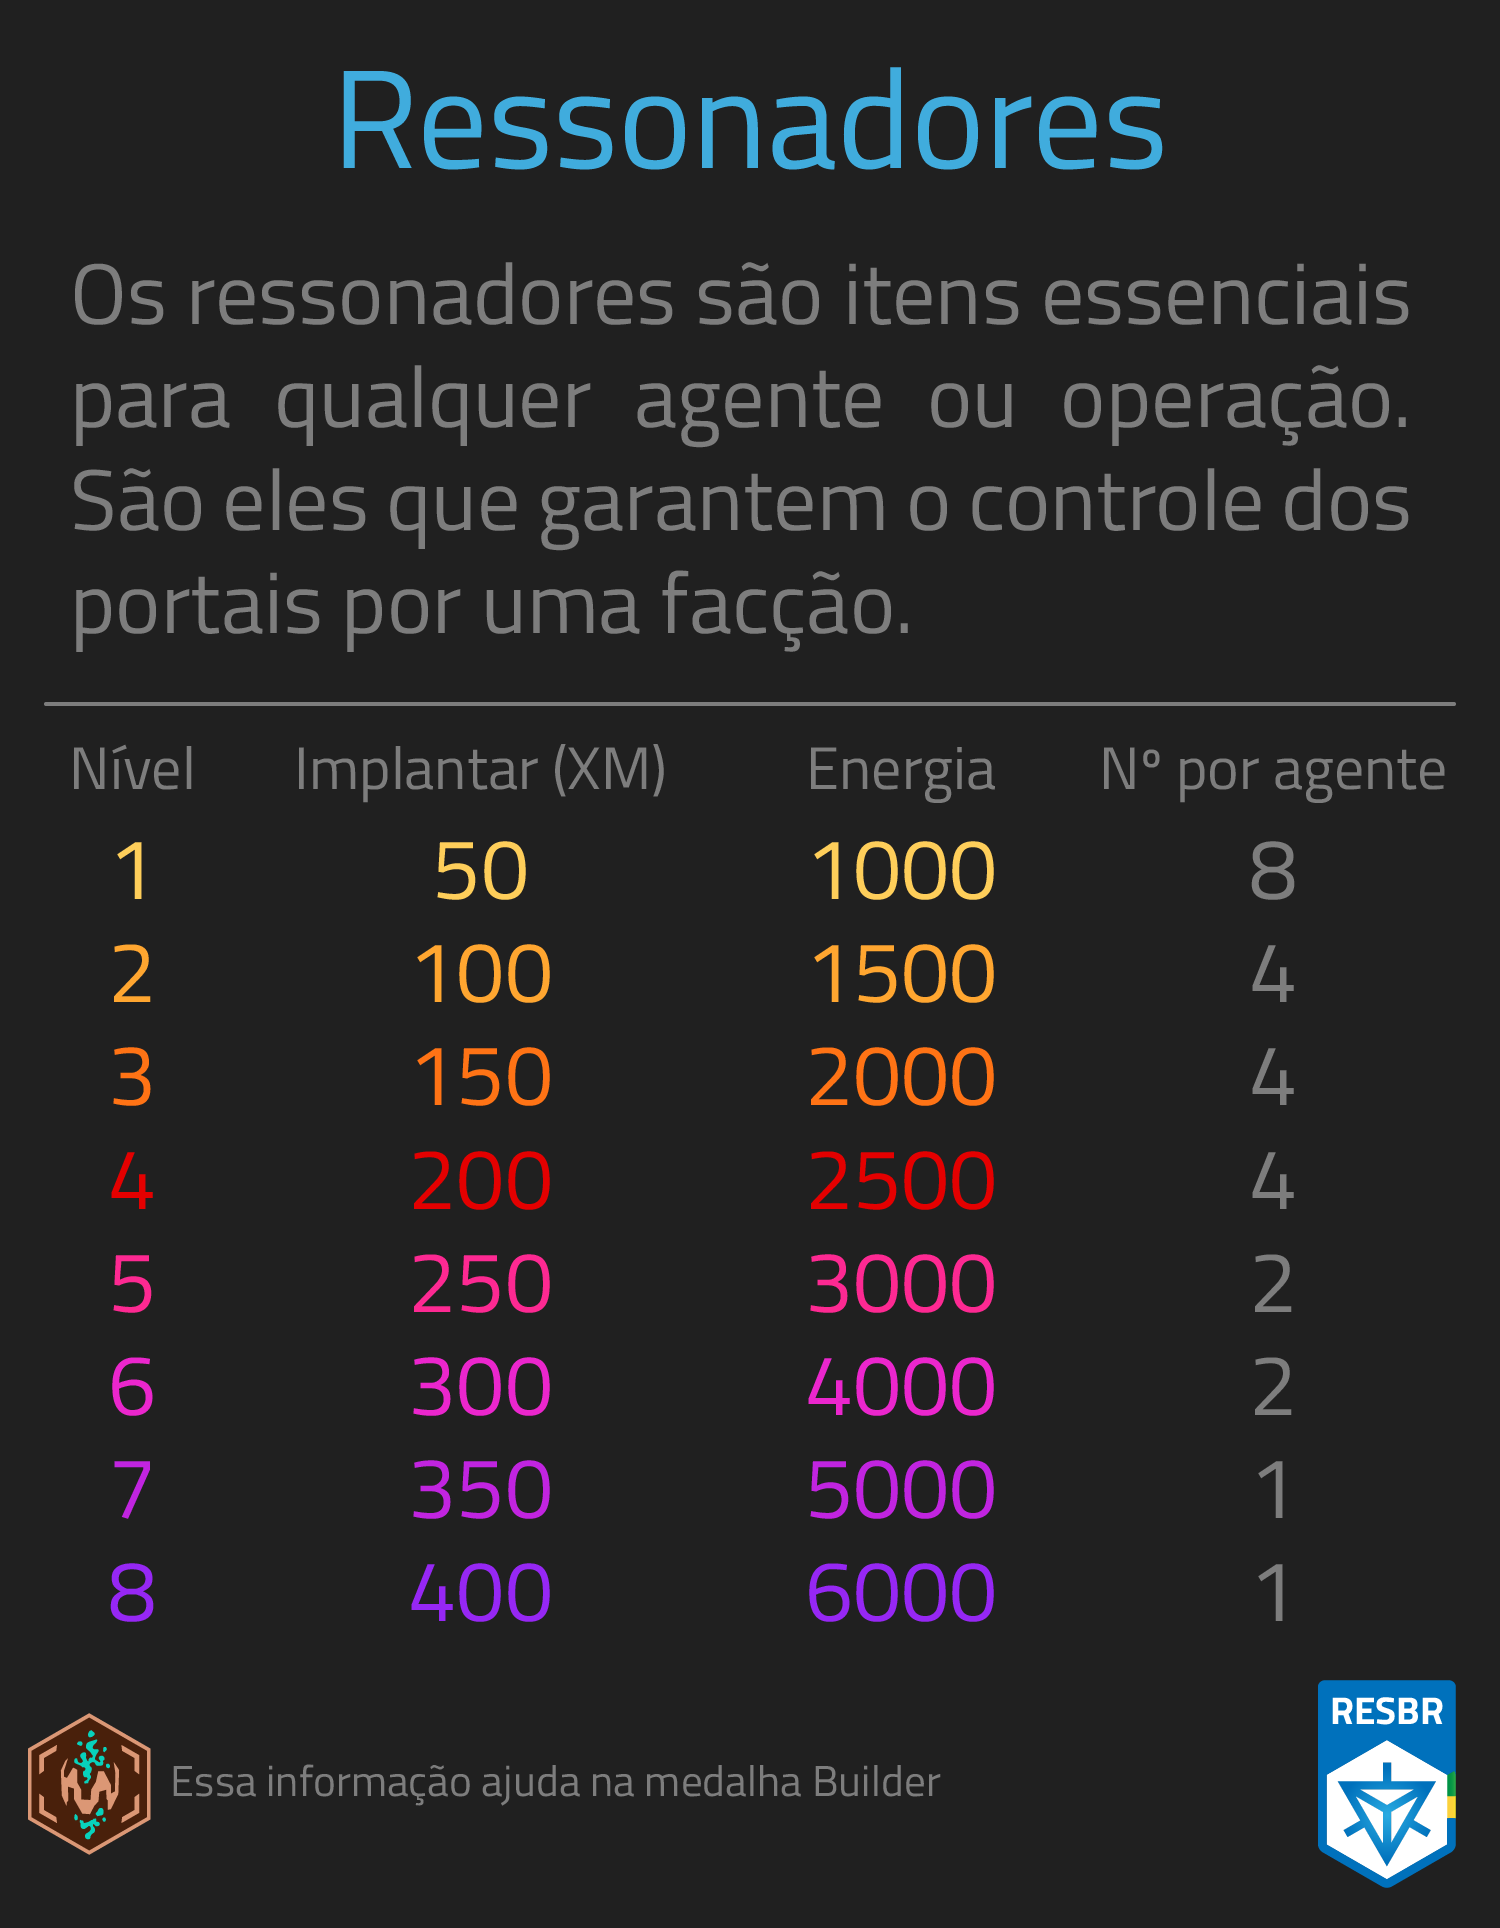 Ressonadores
Os ressonadores são itens essenciais
para qualquer agente ou operação.
São eles que garantem o controle dos
portais por uma facção.
Nível Implantar (XM) Energia Nº por agente
1 50 1000 8
2 100 1500 4
3 150 2000 4
4 200 2500 4
5 250 3000 2
6 300 4000 2
7 350 5000 1
8 400 6000 1
RESBR
Essa informação ajuda na medalha Builder